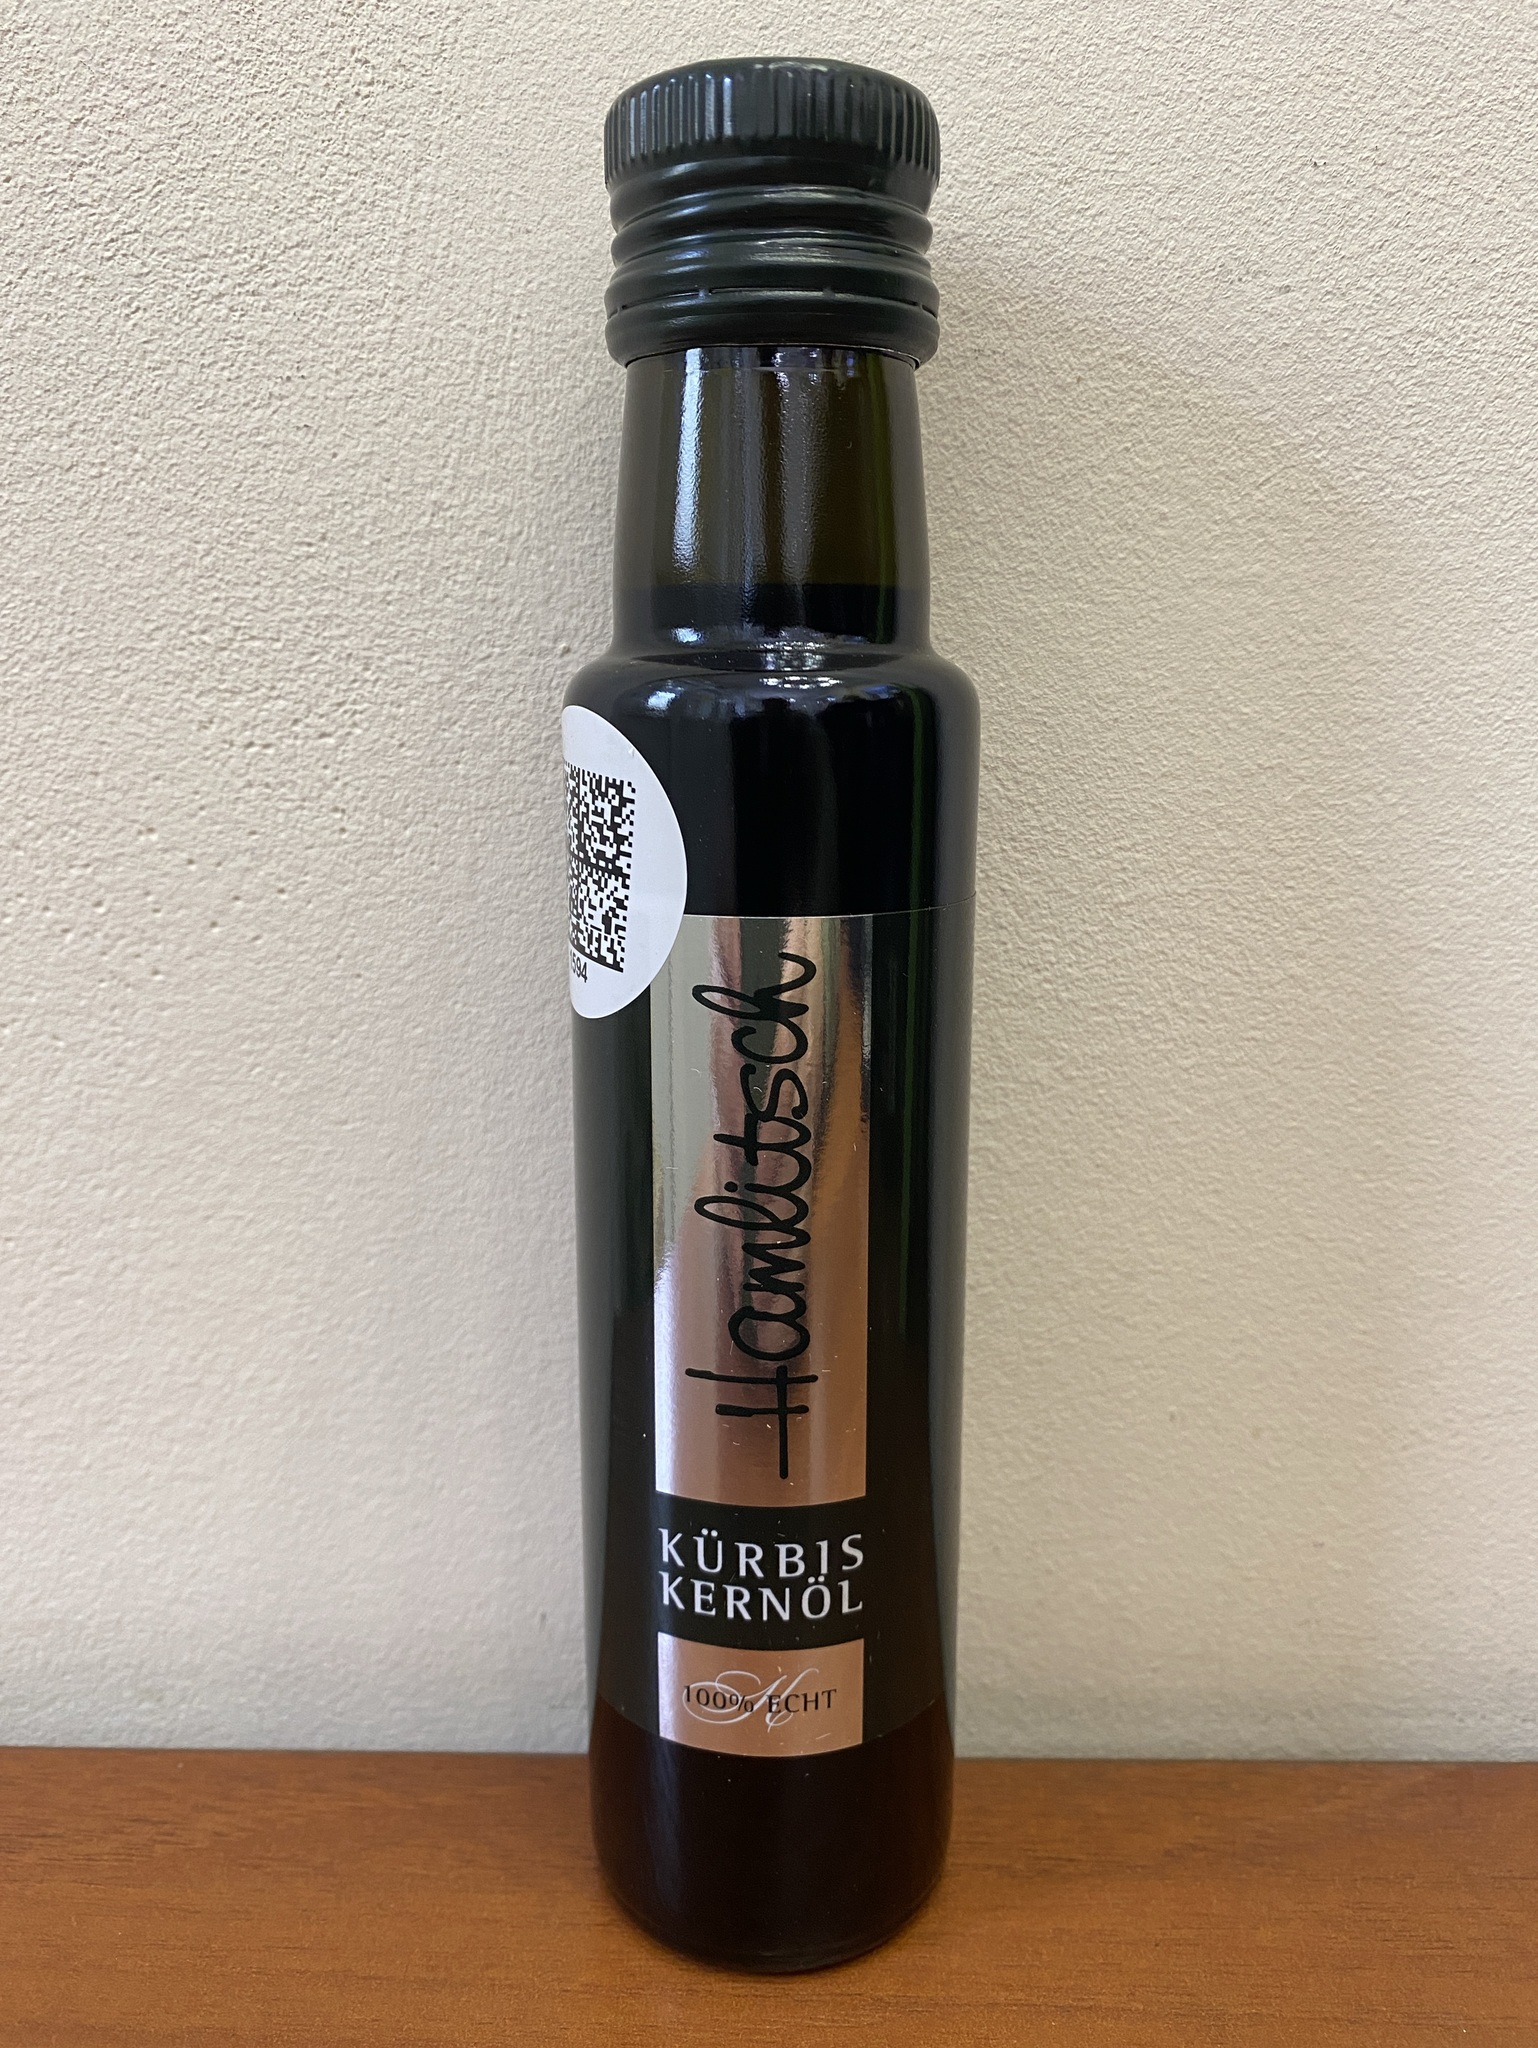 Hamlitsch
KÜRBIS
KERNÖL
100% ECHT